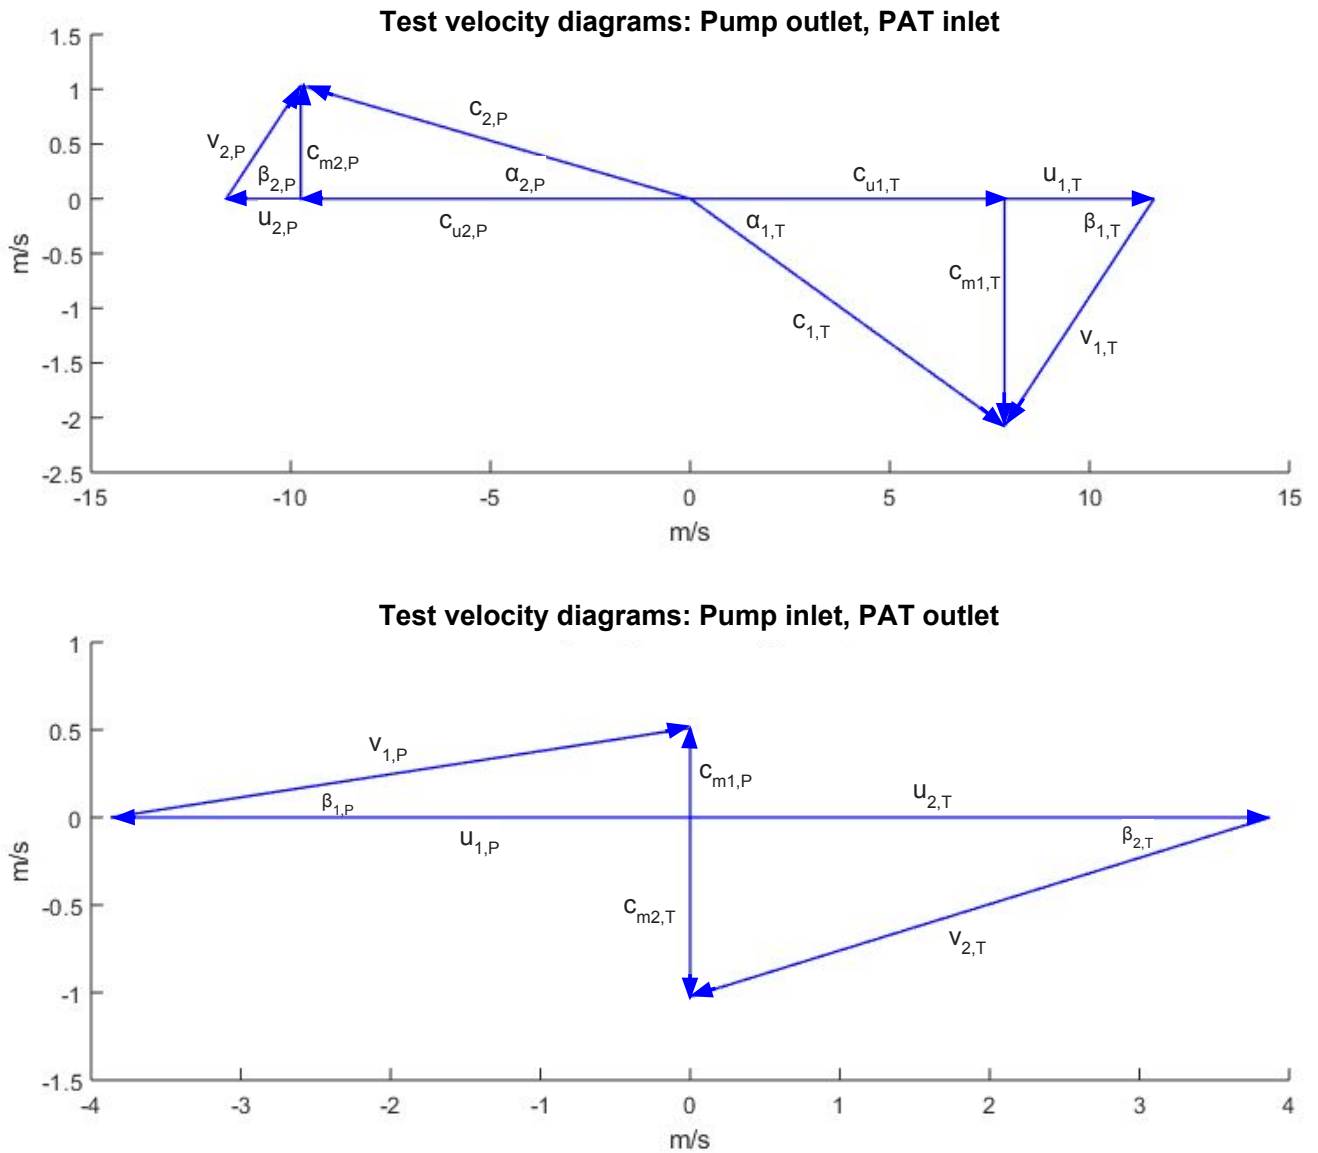 Test velocity diagrams: Pump outlet, PAT inlet
1.5
1
0.5
0
-0.5
-1
-1.5
-2
-2.5
m/s
c2,P
v2,P
cm2,P
β2,P
α2,P
cu1,T
u1,T
u2,P
cu2,P
α1,T
β1,T
cm1,T
c1,T
v1,T
-15 -10 -5 0 5 10 15
m/s
Test velocity diagrams: Pump inlet, PAT outlet
1
0.5
0
-0.5
-1
-1.5
m/s
v1,P
cm1,P
β1,P
u2,T
u1,P
β2,T
cm2,T
v2,T
-4 -3 -2 -1 0 1 2 3 4
m/s